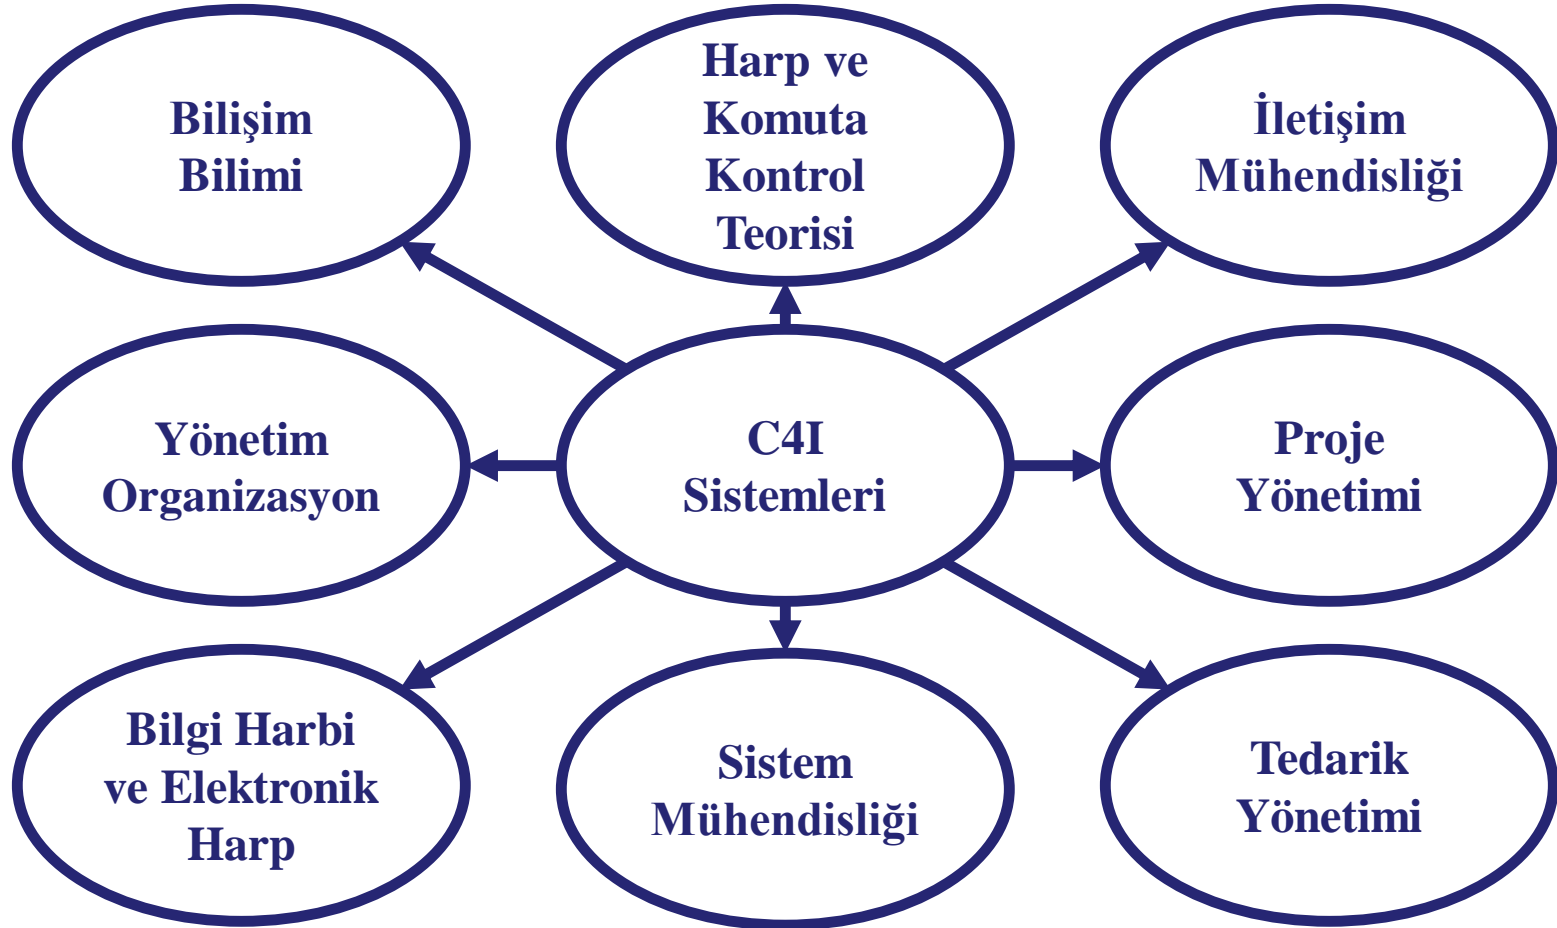 Bilişim
Bilimi
Harp ve
Komuta
Kontrol
Teorisi
İletişim
Mühendisliği
Yönetim
Organizasyon
C4I
Sistemleri
Proje
Yönetimi
Bilgi Harbi
ve Elektronik
Harp
Sistem
Mühendisliği
Tedarik
Yönetimi